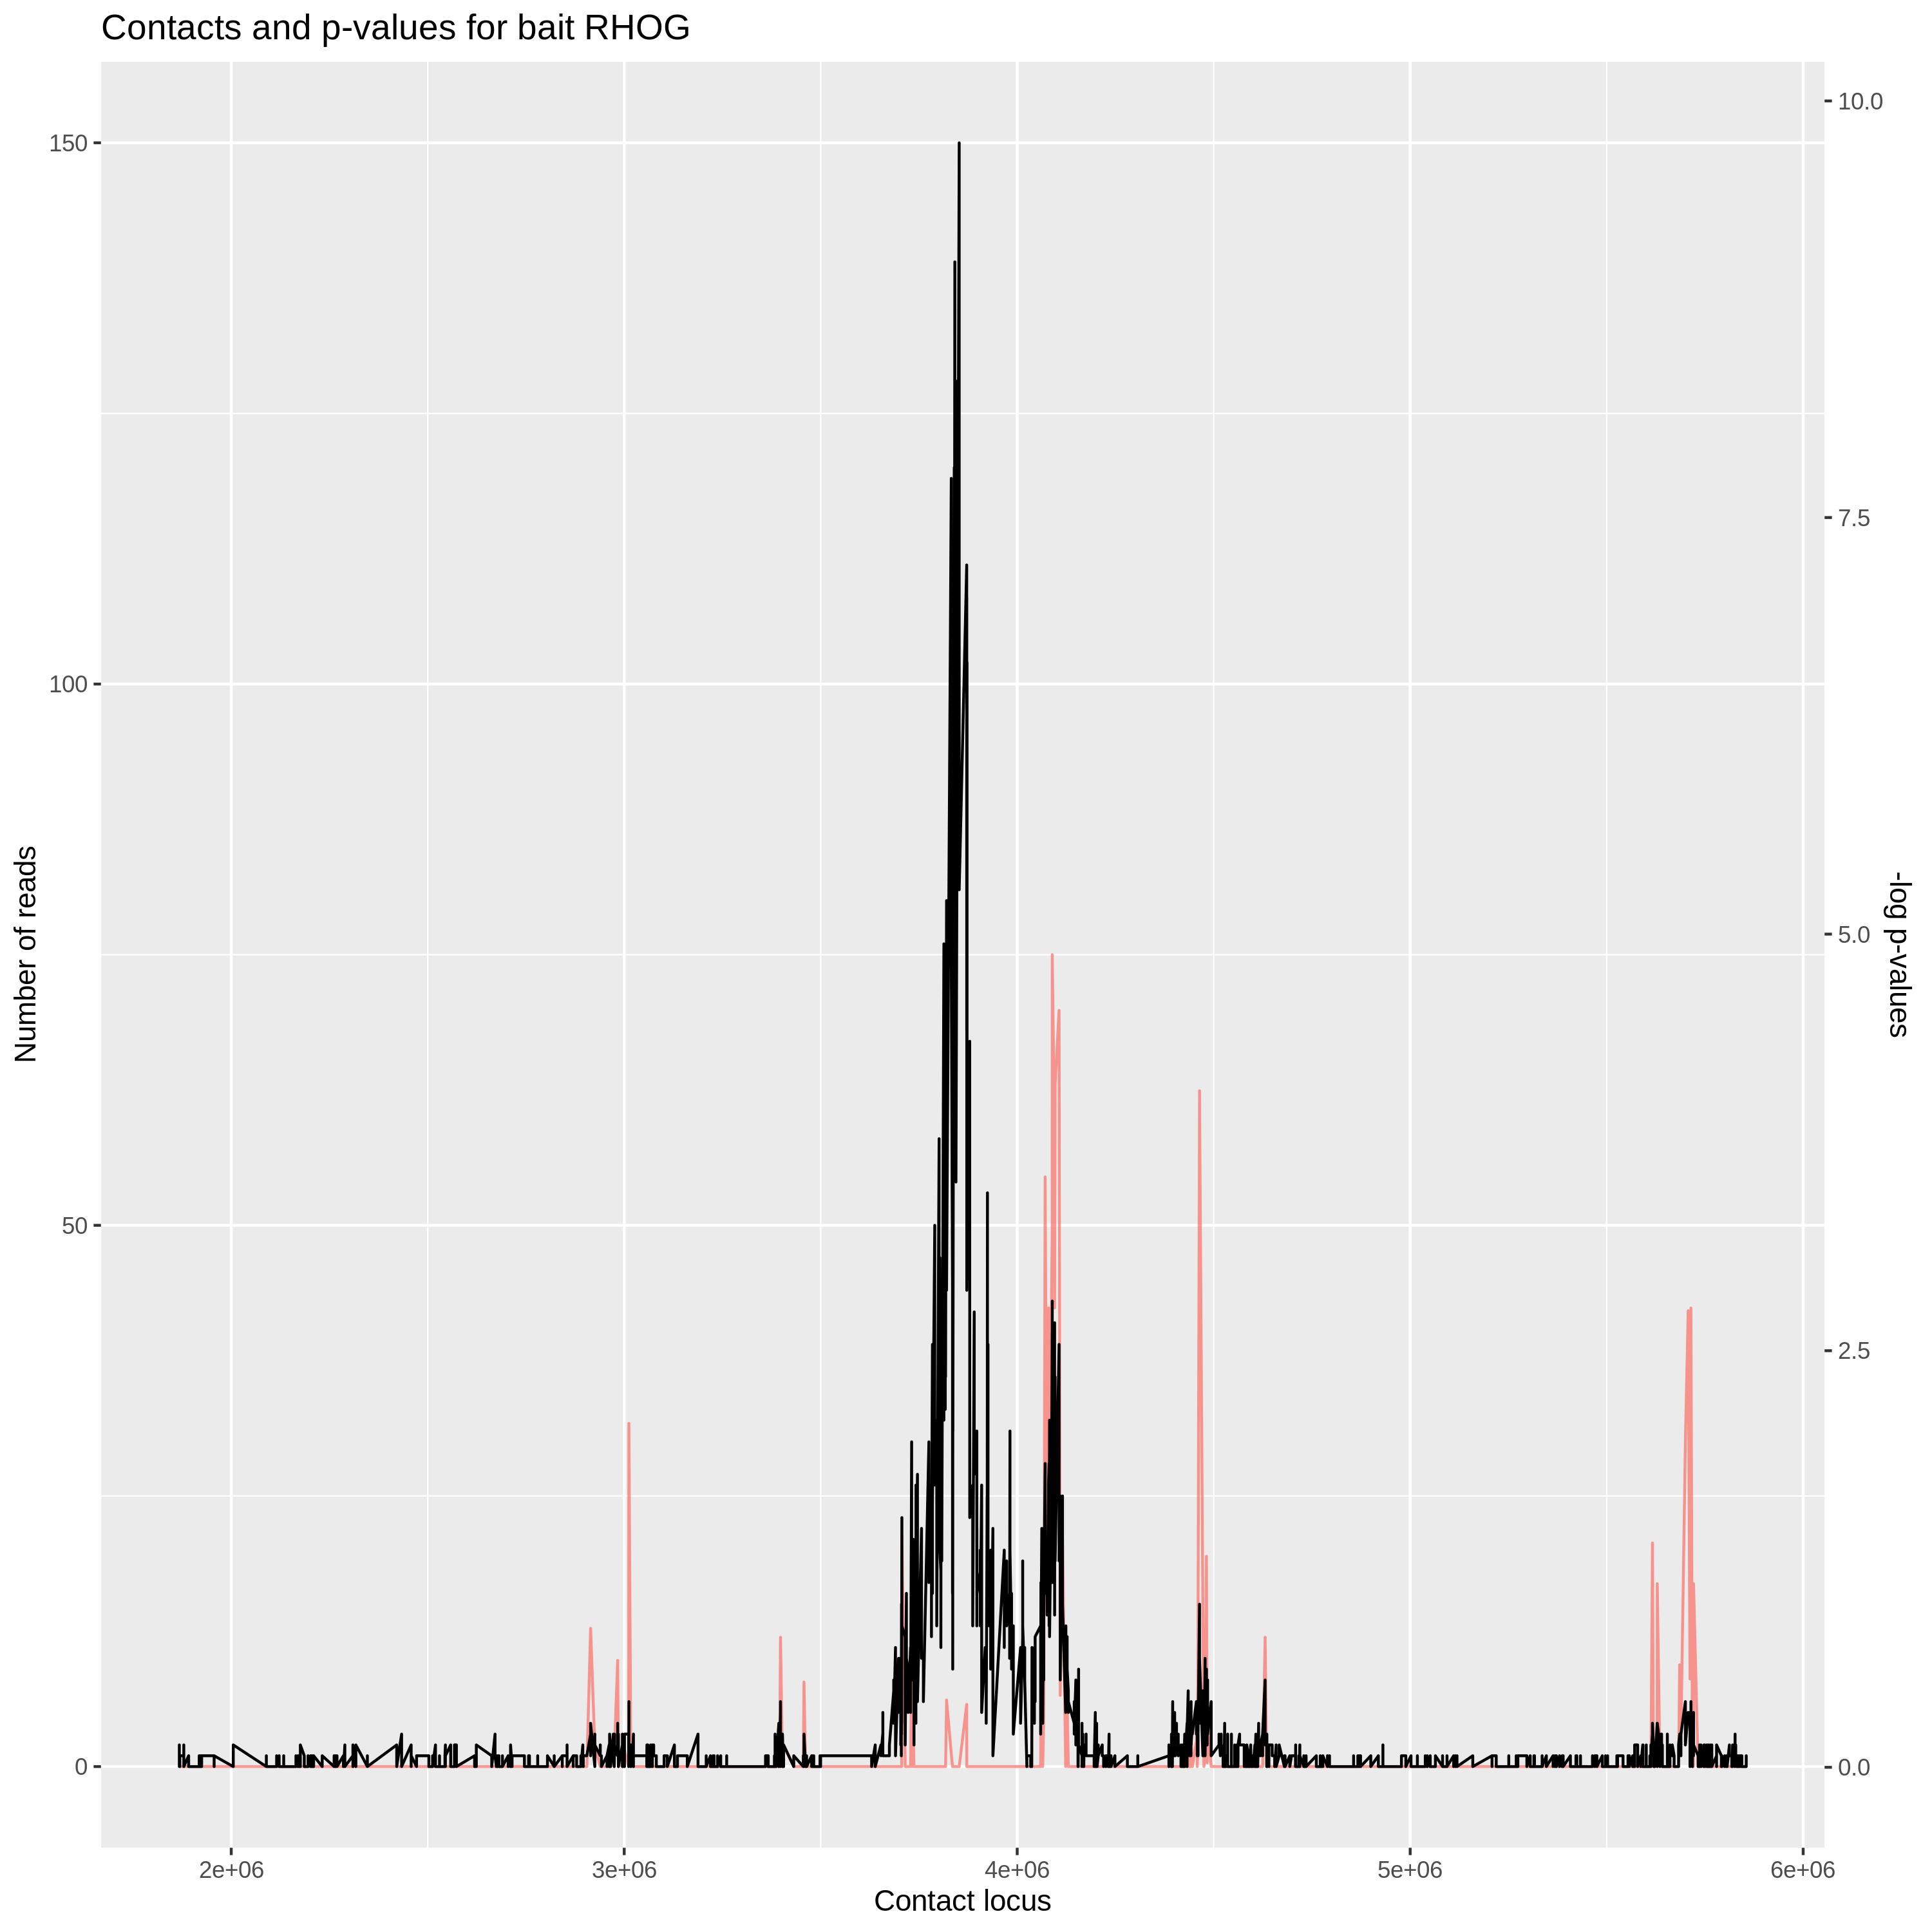 Contacts and p-values for bait RHOG
Number of reads
150
100
50
0
10.0
7.5
5.0
2.5
0.0
-log p-values
2e+06
3e+06
4e+06
5e+06
6e+06
Contact locus